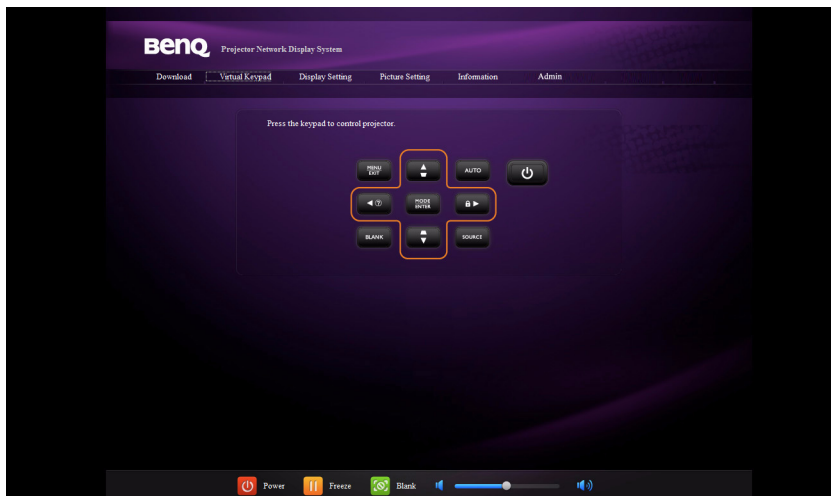 BenQ Projector Network Display System
Download Virtual Keypad Display Setting Picture Setting Information Admin
Press the keypad to control projector.
MENU
EXIT
AUTO
MODE
ENTER
BLANK
SOURCE
Power Freeze Blank